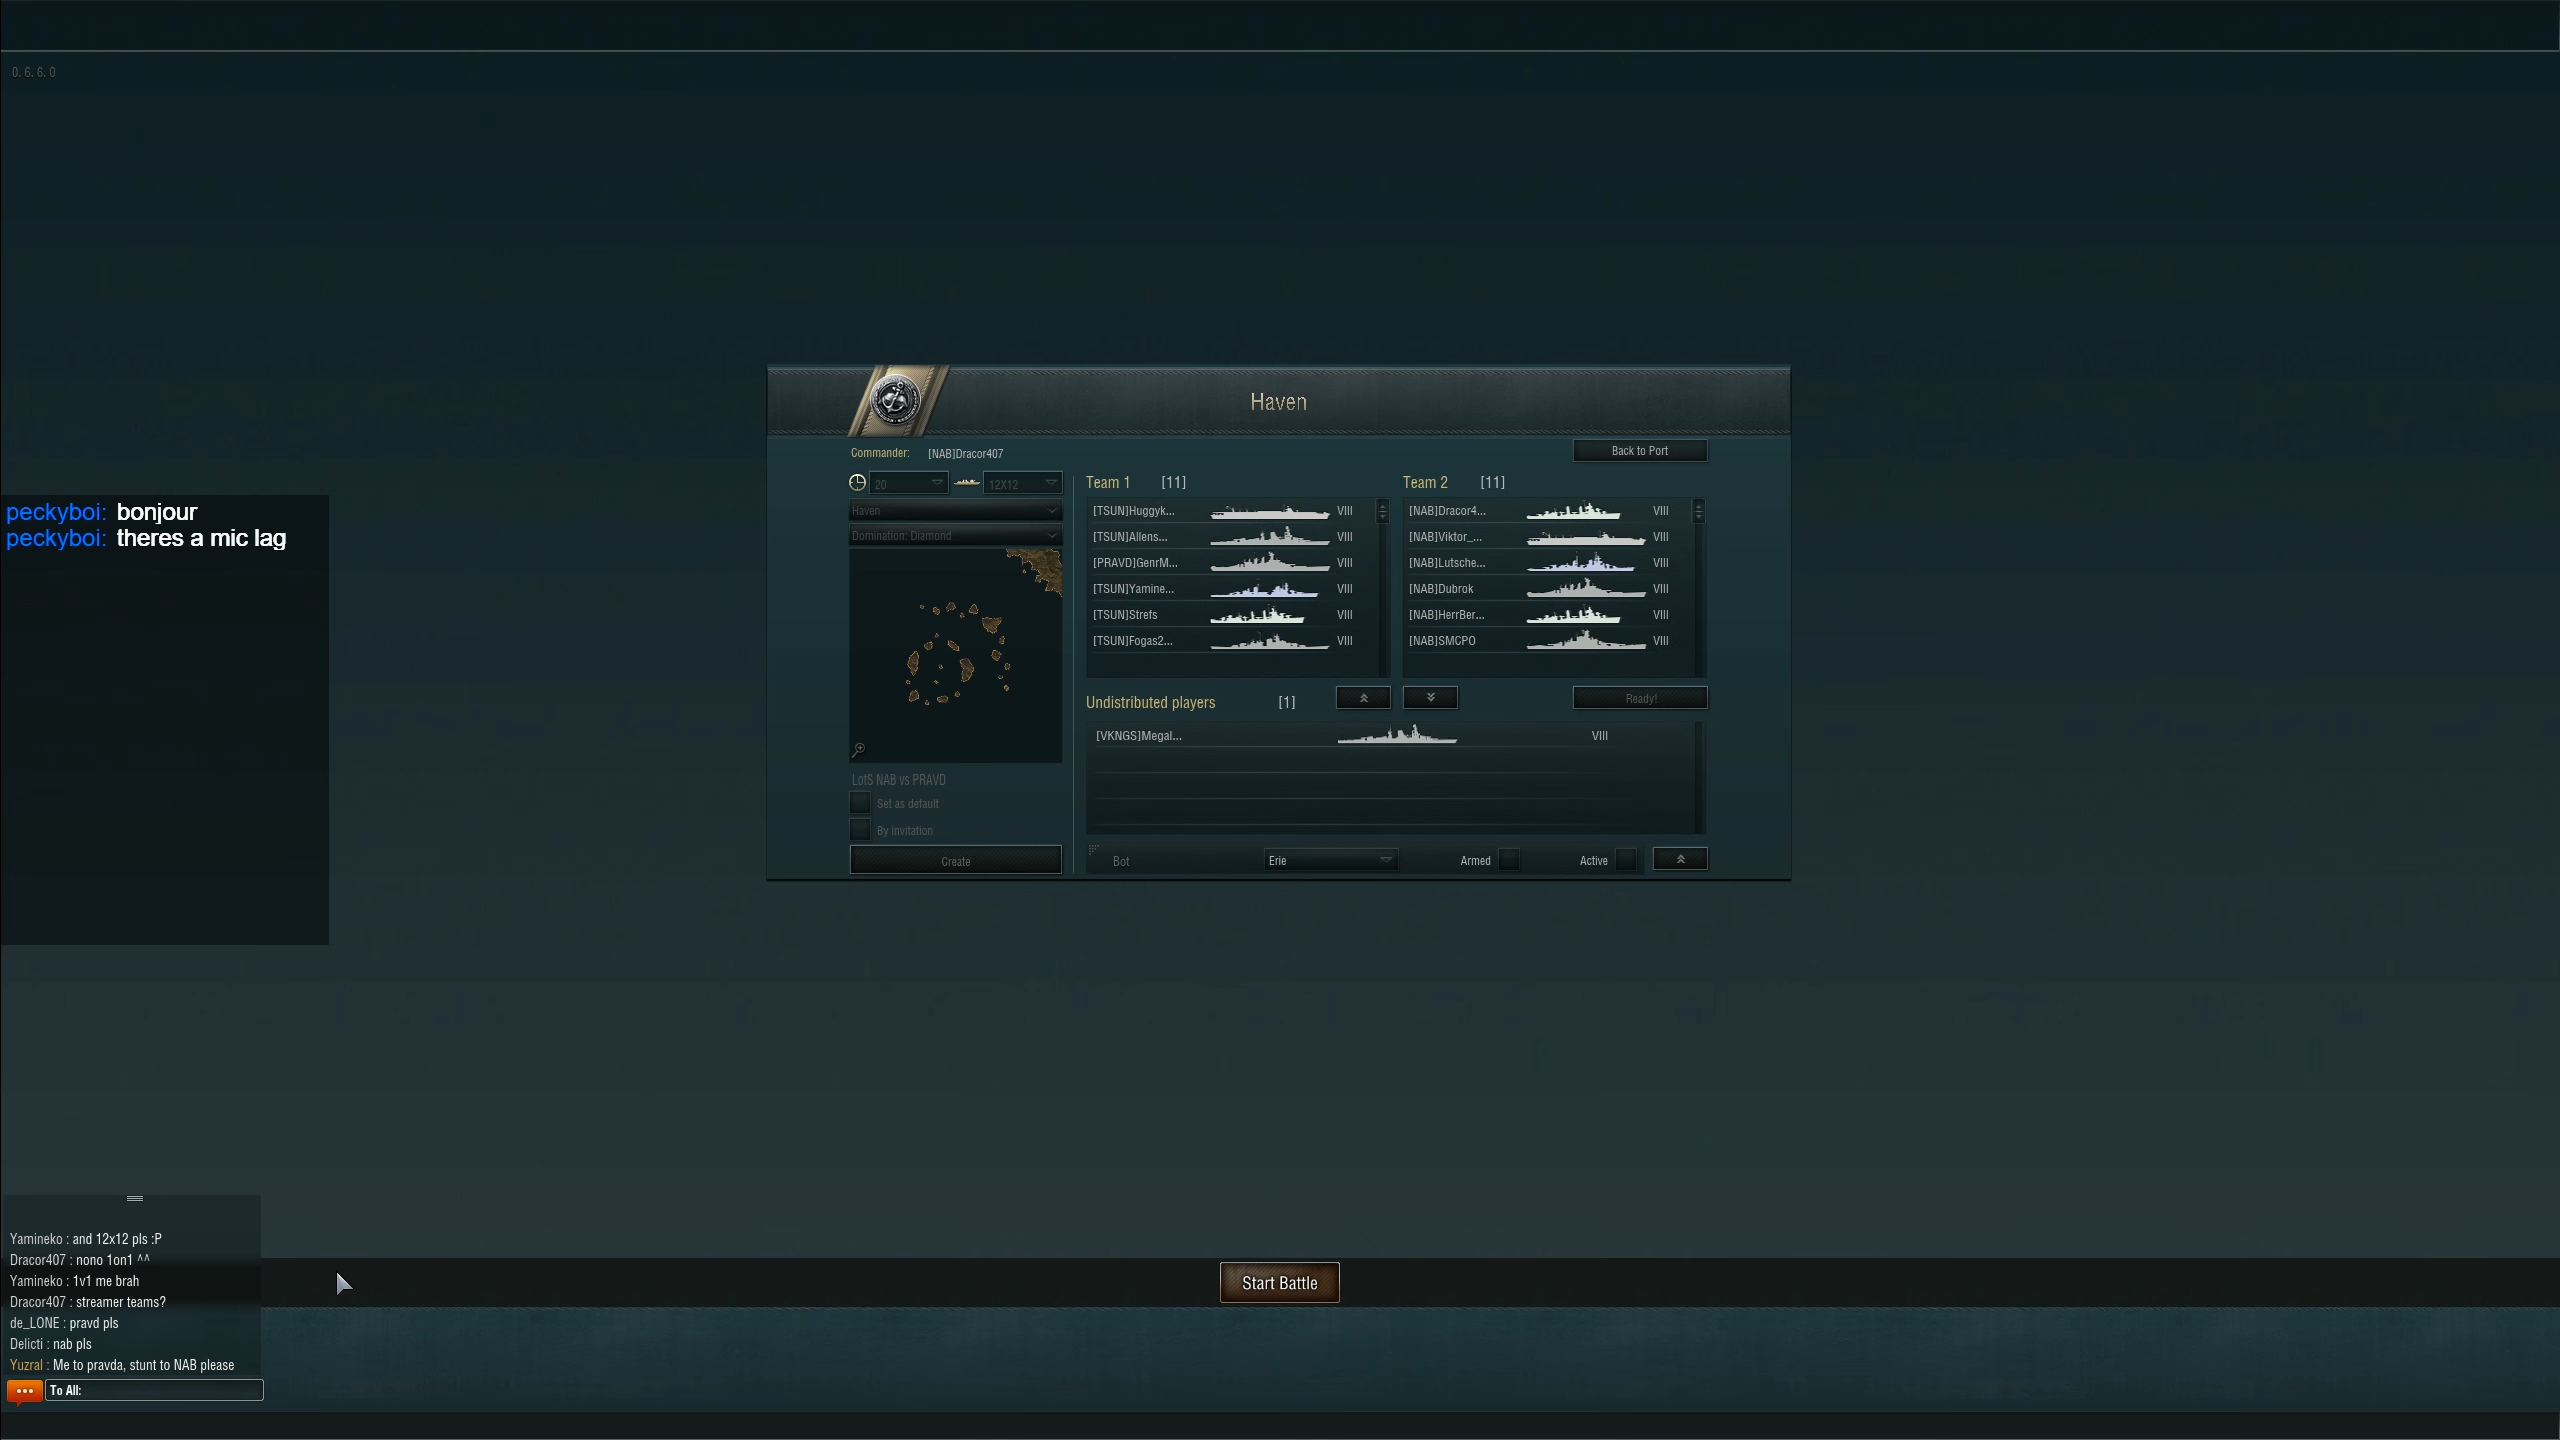 0.6.6.0
Haven
Commander: [NAB]Dracor407
Back to Port
20 12X12
Haven
Domination: Diamond
LotS NAB vs PRAVD
Set as default
By invitation
Create
Team 1 [11]
[TSUN]Huggyk... VIII
[TSUN]Allens... VIII
[PRAVD]GenrM... VIII
[TSUN]Yamine... VIII
[TSUN]Strefs VIII
[TSUN]Fogas2... VIII
Team 2 [11]
[NAB]Dracor4... VIII
[NAB]Viktor_... VIII
[NAB]Lutsche... VIII
[NAB]Dubrok VIII
[NAB]HerrBer... VIII
[NAB]SMCPO VIII
Undistributed players [1]
Ready!
[VKNGS]Megal... VIII
Bot Erie Armed Active
peckyboi: bonjour
peckyboi: theres a mic lag
Yamineko : and 12x12 pls :P
Dracor407 : nono 1on1 ^^
Yamineko : 1v1 me brah
Dracor407 : streamer teams?
de_LONE : pravd pls
Delicti : nab pls
Yuzral : Me to pravda, stunt to NAB please
To All:
Start Battle